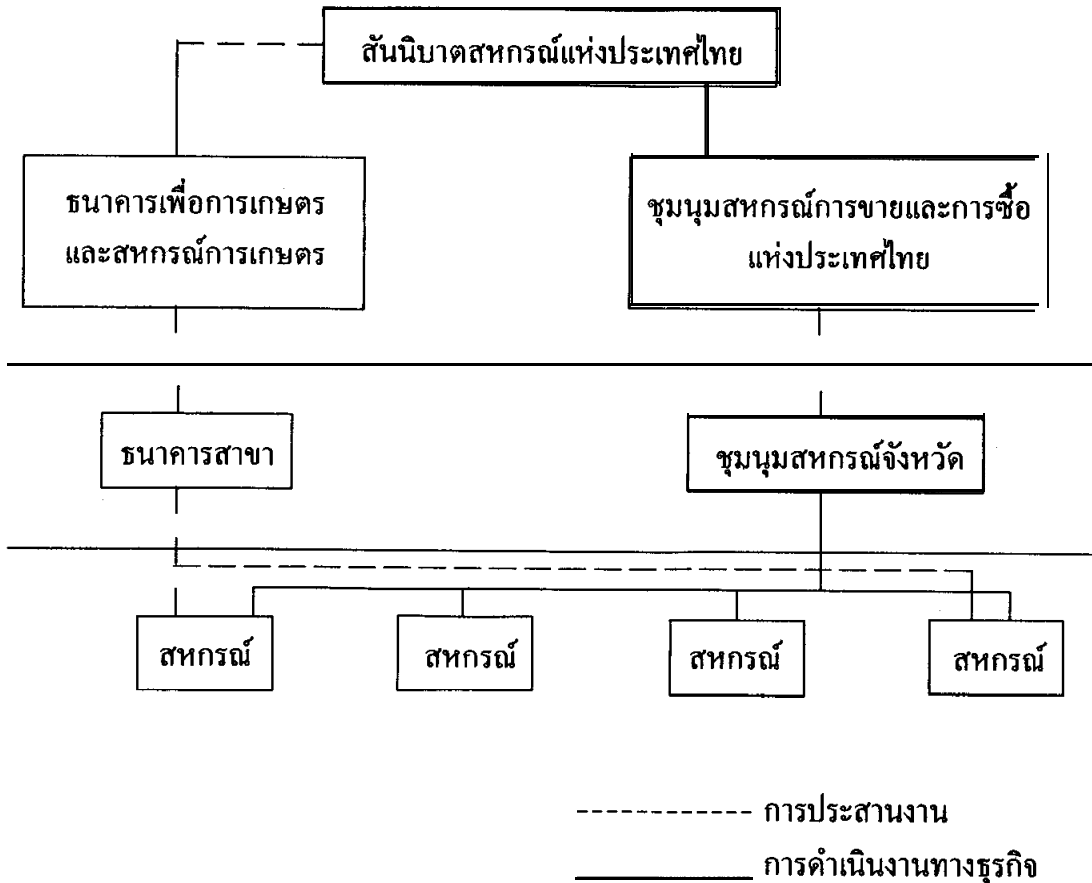 สันนิบาตสหกรณ์แห่งประเทศไทย
ธนาคารเพื่อการเกษตร
และสหกรณ์การเกษตร
ชุมนุมสหกรณ์การขายและการซื้อ
แห่งประเทศไทย
ธนาคารสาขา
ชุมนุมสหกรณ์จังหวัด
สหกรณ์
สหกรณ์
สหกรณ์
สหกรณ์
การประสานงาน
การดำเนินงานทางธุรกิจ